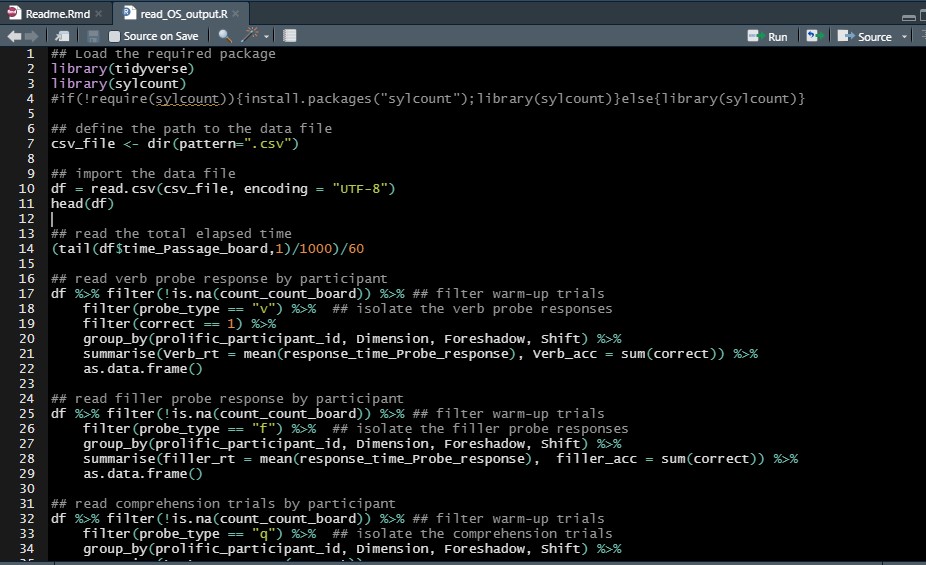 Readme.Rmd × read_OS_output.R ×
Source on Save Run Source
1 ## Load the required package
2 library(tidyverse)
3 library(sylcount)
4 #if(!require(sylcount)){install.packages("sylcount");library(sylcount)}else{library(sylcount)}
5
6 ## define the path to the data file
7 csv_file <- dir(pattern=".csv")
8
9 ## import the data file
10 df = read.csv(csv_file, encoding = "UTF-8")
11 head(df)
12
13 ## read the total elapsed time
14 (tail(df$time_Passage_board,1)/1000)/60
15
16 ## read verb probe response by participant
17 df %>% filter(!is.na(count_count_board)) %>% ## filter warm-up trials
18 filter(probe_type == "v") %>% ## isolate the verb probe responses
19 filter(correct == 1) %>%
20 group_by(prolific_participant_id, Dimension, Foreshadow, Shift) %>%
21 summarise(Verb_rt = mean(response_time_Probe_response), Verb_acc = sum(correct)) %>%
22 as.data.frame()
23
24 ## read filler probe response by participant
25 df %>% filter(!is.na(count_count_board)) %>% ## filter warm-up trials
26 filter(probe_type == "f") %>% ## isolate the filler probe responses
27 group_by(prolific_participant_id, Dimension, Foreshadow, Shift) %>%
28 summarise(filler_rt = mean(response_time_Probe_response), filler_acc = sum(correct)) %>%
29 as.data.frame()
30
31 ## read comprehension trials by participant
32 df %>% filter(!is.na(count_count_board)) %>% ## filter warm-up trials
33 filter(probe_type == "q") %>% ## isolate the comprehension trials
34 group_by(prolific_participant_id, Dimension, Foreshadow, Shift) %>%